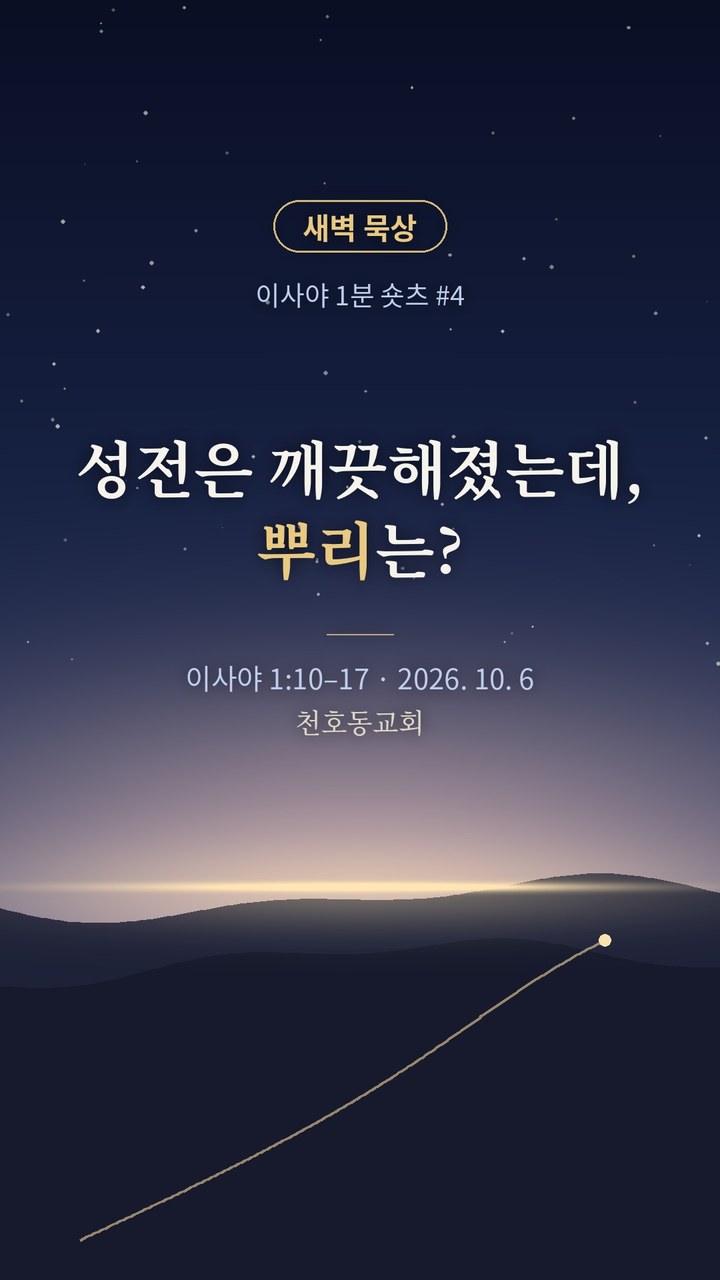 새벽 묵상
이사야 1분 숏츠 #4
성전은 깨끗해졌는데,
뿌리는?
이사야 1:10–17 · 2026. 10. 6
천호동교회